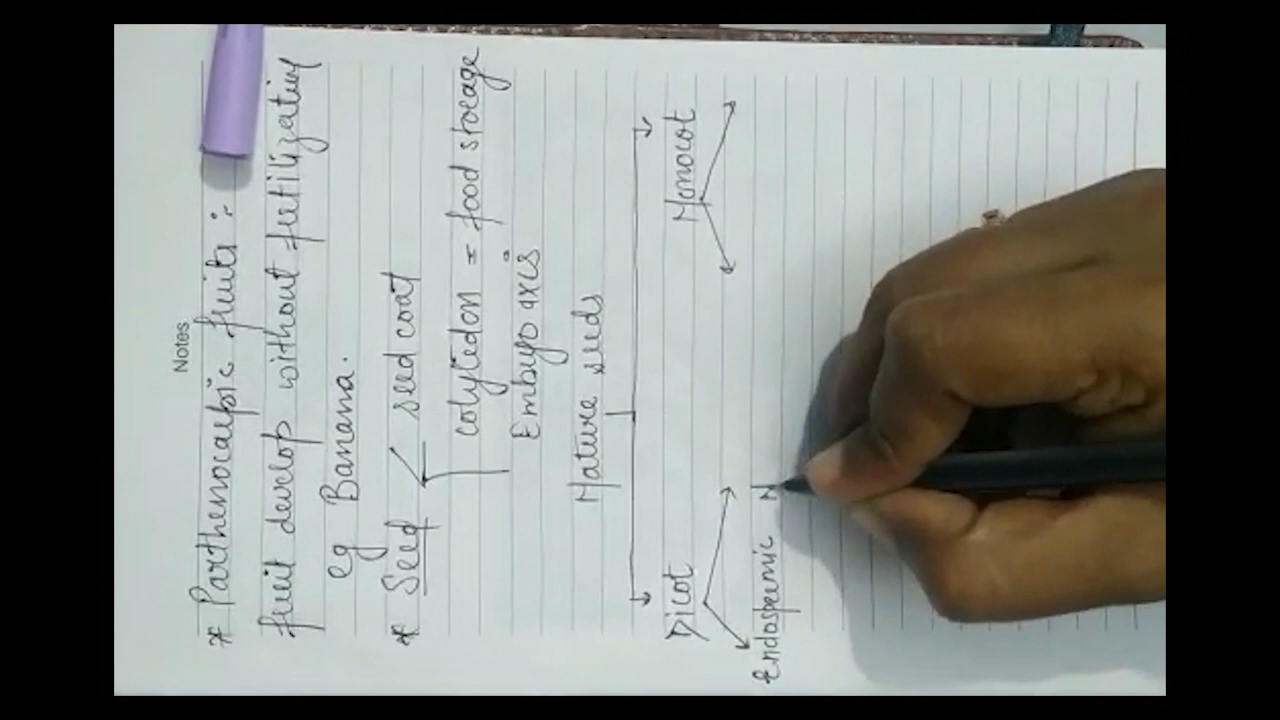 Notes
* Parthenocarpic fruits :-
fruit develop without fertilization
eg Banana.
* Seed seed coat
cotyledon = food storage
Embryo axis
Mature seeds
Dicot Monocot
Endospermic N